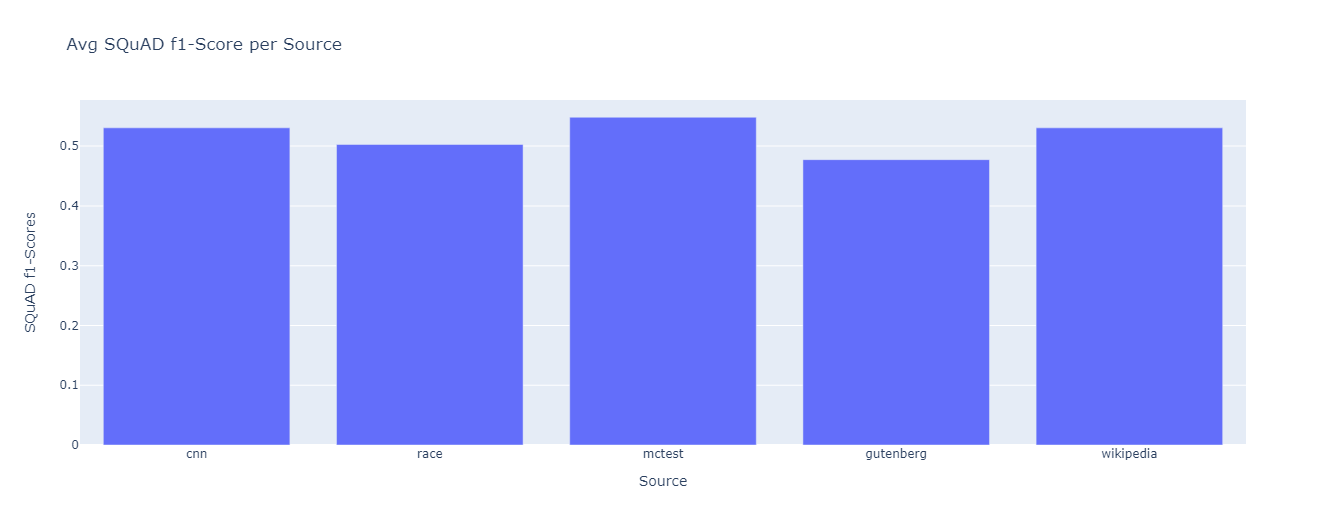 Avg SQuAD f1-Score per Source
SQuAD f1-Scores
0.5
0.4
0.3
0.2
0.1
0
cnn
race
mctest
gutenberg
wikipedia
Source